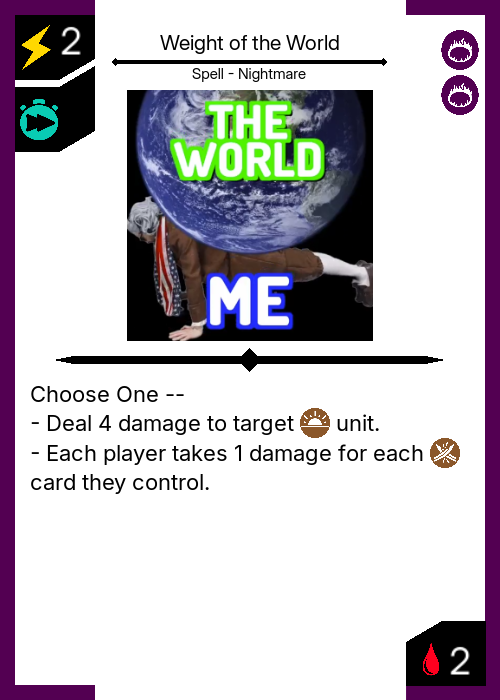 2
Weight of the World
Spell - Nightmare
THE
WORLD
ME
Choose One --
- Deal 4 damage to target unit.
- Each player takes 1 damage for each
card they control.
2